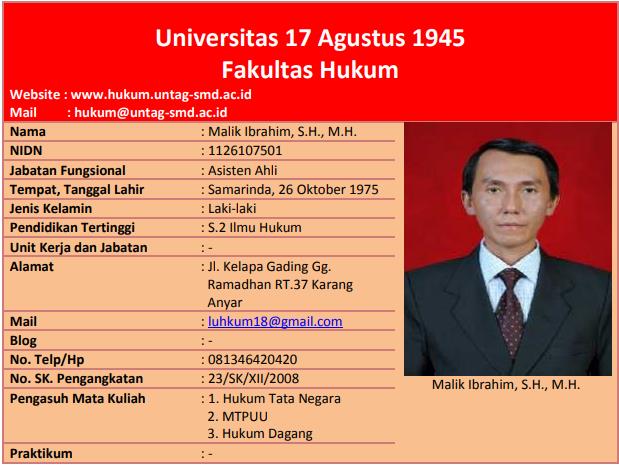 Universitas 17 Agustus 1945
Fakultas Hukum
Website : www.hukum.untag-smd.ac.id
Mail : hukum@untag-smd.ac.id
Nama : Malik Ibrahim, S.H., M.H.
NIDN : 1126107501
Jabatan Fungsional : Asisten Ahli
Tempat, Tanggal Lahir : Samarinda, 26 Oktober 1975
Jenis Kelamin : Laki-laki
Pendidikan Tertinggi : S.2 Ilmu Hukum
Unit Kerja dan Jabatan : -
Alamat : Jl. Kelapa Gading Gg.
Ramadhan RT.37 Karang
Anyar
Mail : luhkum18@gmail.com
Blog : -
No. Telp/Hp : 081346420420
No. SK. Pengangkatan : 23/SK/XII/2008
Pengasuh Mata Kuliah : 1. Hukum Tata Negara
2. MTPUU
3. Hukum Dagang
Praktikum : -
Malik Ibrahim, S.H., M.H.